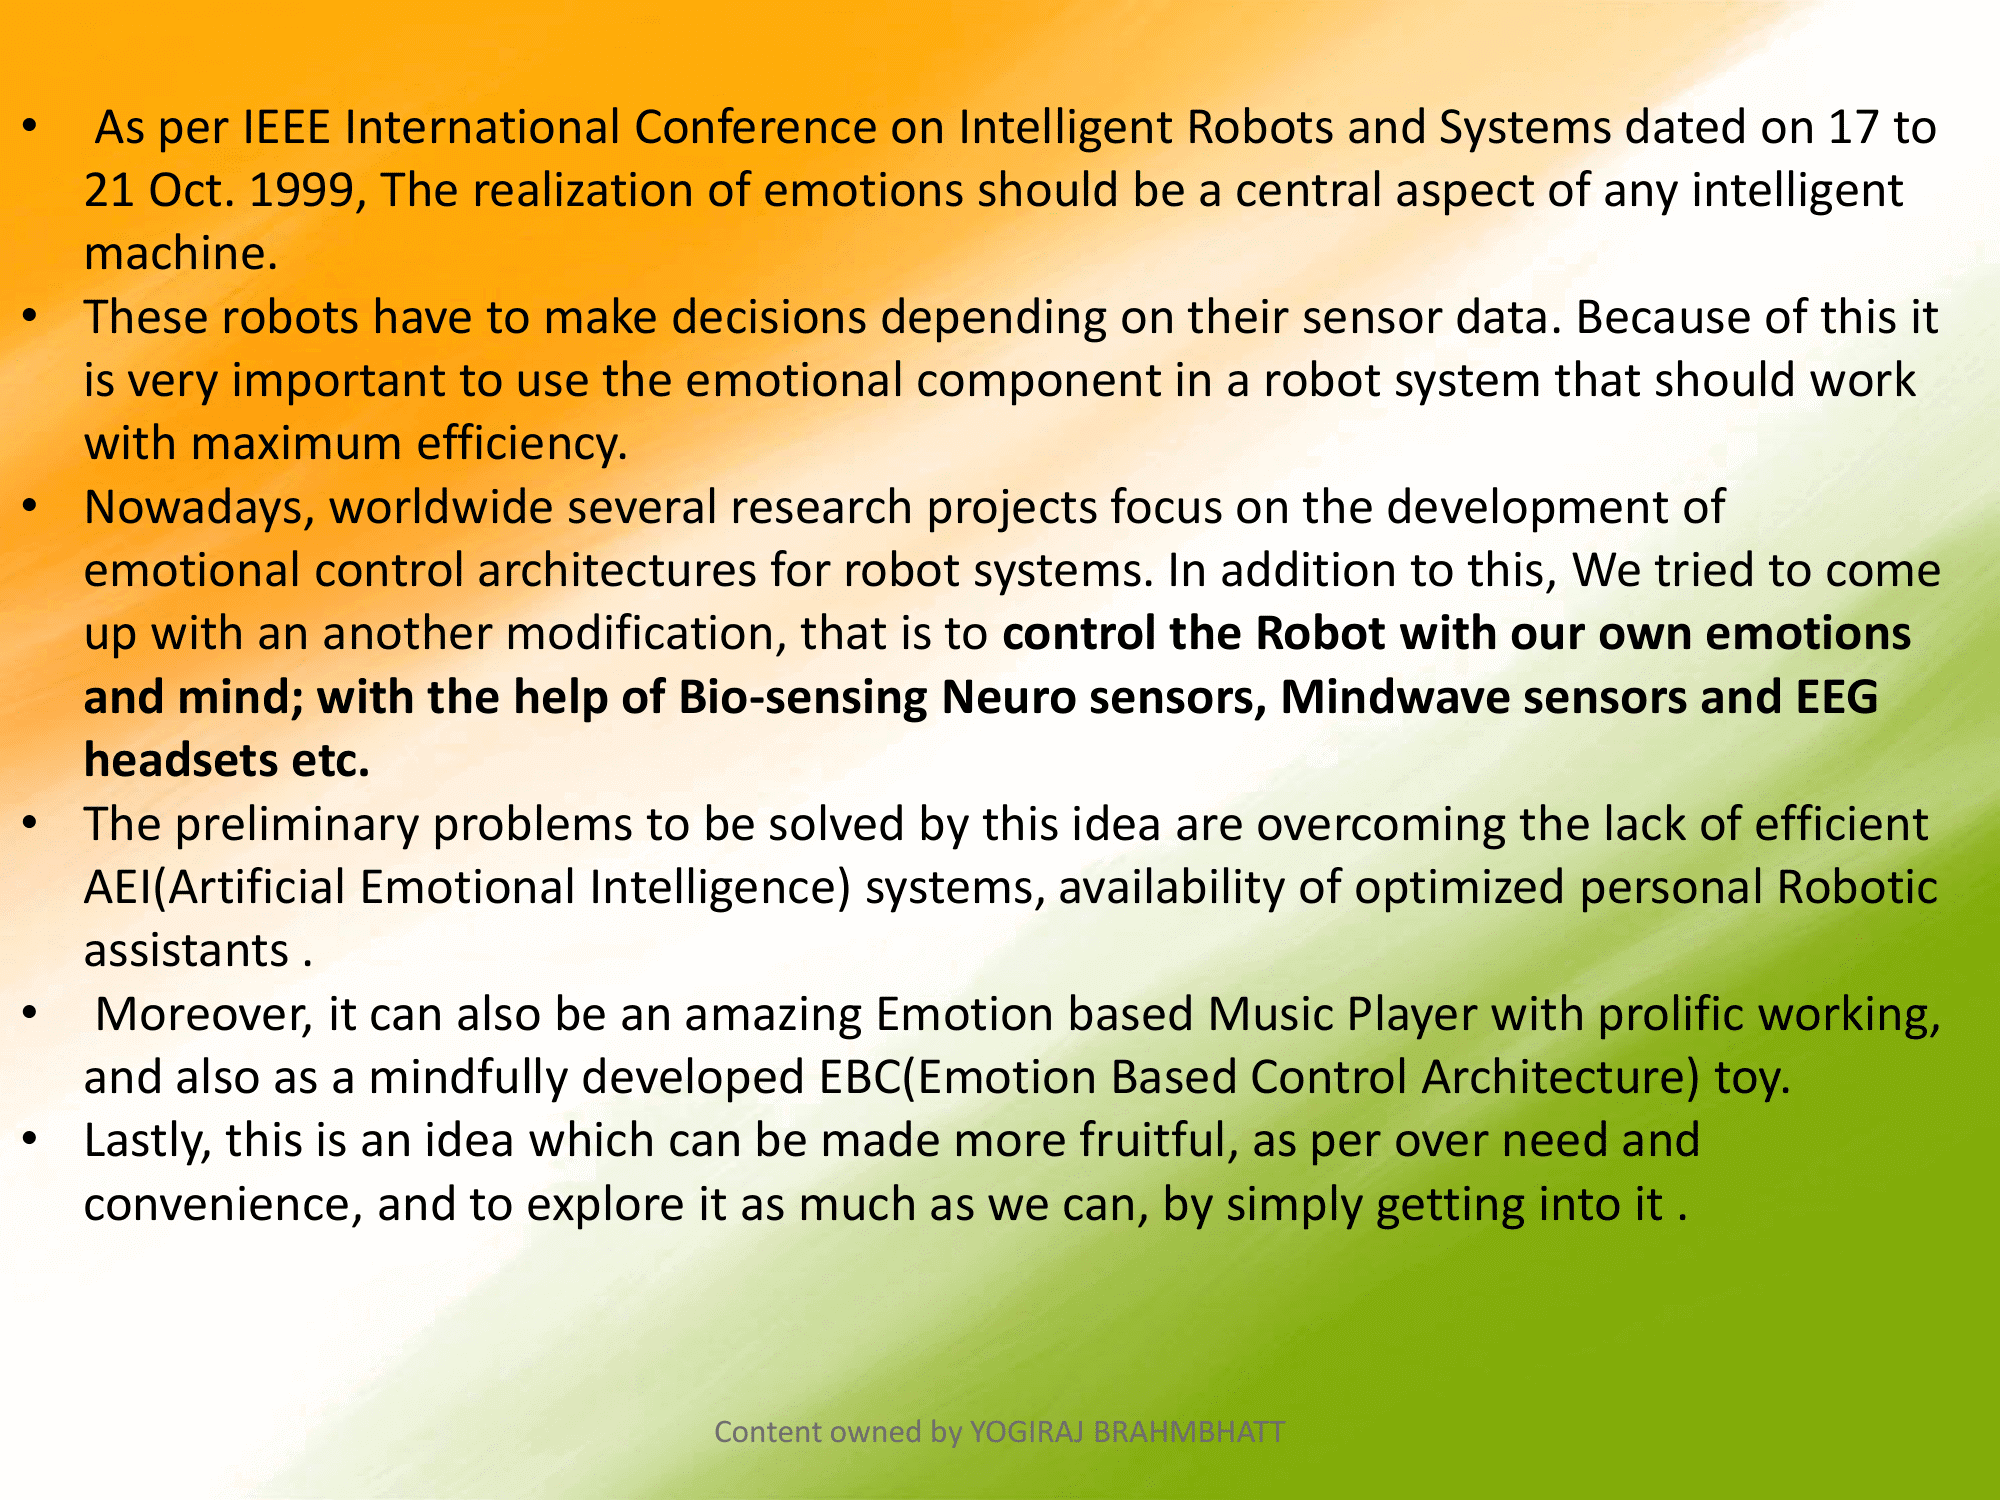 • As per IEEE International Conference on Intelligent Robots and Systems dated on 17 to
21 Oct. 1999, The realization of emotions should be a central aspect of any intelligent
machine.
• These robots have to make decisions depending on their sensor data. Because of this it
is very important to use the emotional component in a robot system that should work
with maximum efficiency.
• Nowadays, worldwide several research projects focus on the development of
emotional control architectures for robot systems. In addition to this, We tried to come
up with an another modification, that is to control the Robot with our own emotions
and mind; with the help of Bio-sensing Neuro sensors, Mindwave sensors and EEG
headsets etc.
• The preliminary problems to be solved by this idea are overcoming the lack of efficient
AEI(Artificial Emotional Intelligence) systems, availability of optimized personal Robotic
assistants .
• Moreover, it can also be an amazing Emotion based Music Player with prolific working,
and also as a mindfully developed EBC(Emotion Based Control Architecture) toy.
• Lastly, this is an idea which can be made more fruitful, as per over need and
convenience, and to explore it as much as we can, by simply getting into it .
Content owned by YOGIRAJ BRAHMBHATT